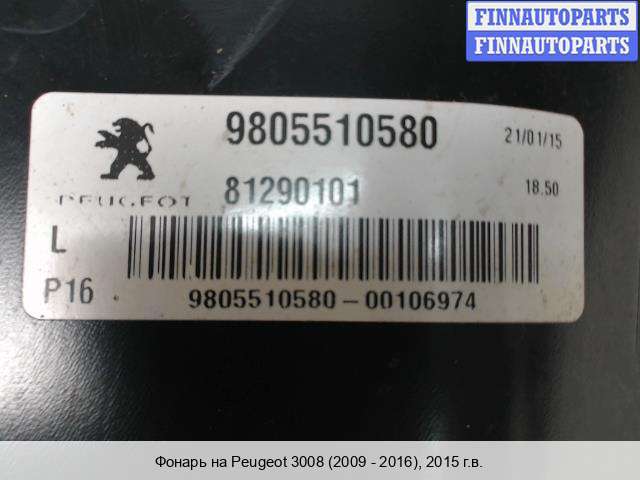 FINNAUTOPARTS
FINNAUTOPARTS
9805510580
21/01/15
PEUGEOT
81290101
18.50
L
P16
9805510580-00106974
Фонарь на Peugeot 3008 (2009 - 2016), 2015 г.в.